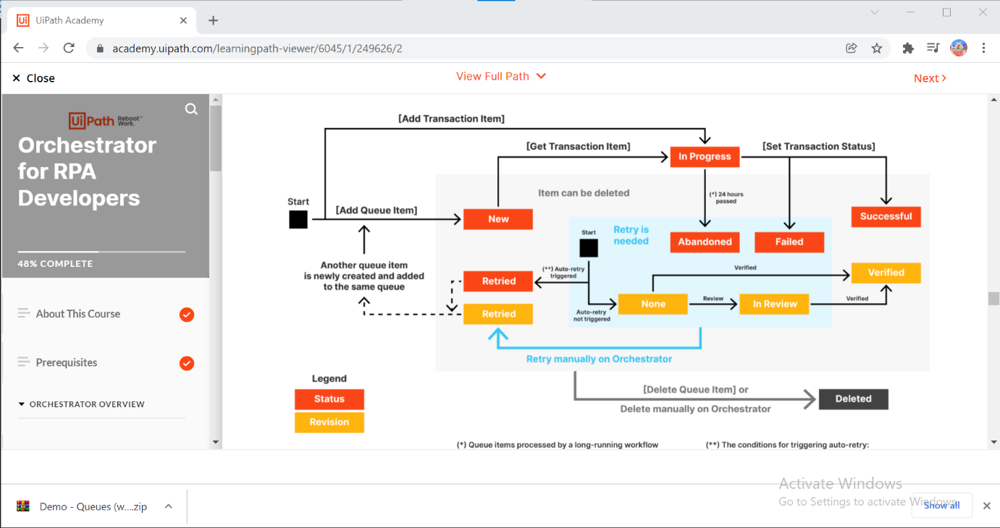 UiPath Academy
academy.uipath.com/learningpath-viewer/6045/1/249626/2
Close
View Full Path
Next
UiPath Reboot™ Work.
Orchestrator
for RPA
Developers
48% COMPLETE
About This Course
Prerequisites
ORCHESTRATOR OVERVIEW
[Add Transaction Item]
[Get Transaction Item]
In Progress
[Set Transaction Status]
Item can be deleted
(*) 24 hours
passed
Start
[Add Queue Item]
New
Successful
Start
Retry is
needed
Abandoned
Failed
Another queue item
is newly created and added
to the same queue
(**) Auto-retry
triggered
Retried
Verified
Verified
Retried
Auto-retry
not triggered
None
Review
In Review
Verified
Retry manually on Orchestrator
Legend
Status
Revision
[Delete Queue Item] or
Delete manually on Orchestrator
Deleted
(*) Queue items processed by a long-running workflow
(**) The conditions for triggering auto-retry:
Activate Windows
Go to Settings to activate Windows.
Demo - Queues (w....zip
Show all